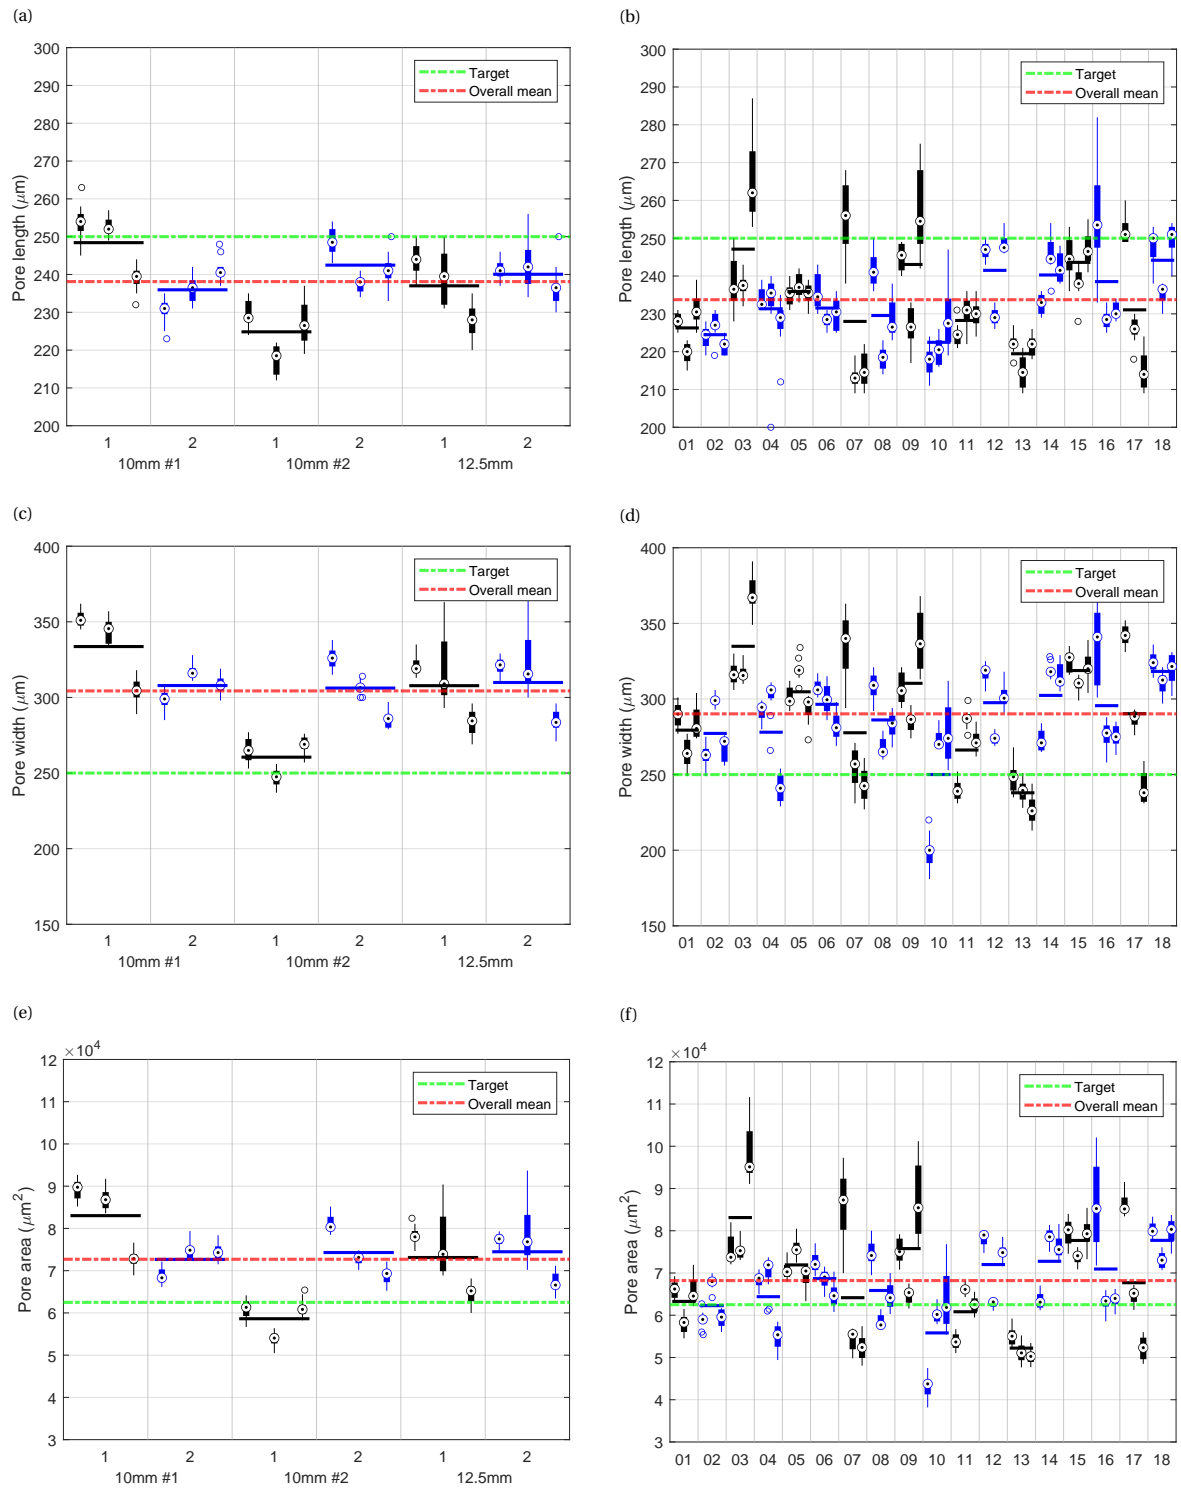 (a)
300
290
280
270
260
250
240
230
220
210
200
Pore length (μm)
Target
Overall mean
1 2 1 2 1 2
10mm #1 10mm #2 12.5mm
(b)
300
290
280
270
260
250
240
230
220
210
200
Pore length (μm)
Target
Overall mean
01 02 03 04 05 06 07 08 09 10 11 12 13 14 15 16 17 18
(c)
400
350
300
250
200
150
Pore width (μm)
Target
Overall mean
1 2 1 2 1 2
10mm #1 10mm #2 12.5mm
(d)
400
350
300
250
200
150
Pore width (μm)
Target
Overall mean
01 02 03 04 05 06 07 08 09 10 11 12 13 14 15 16 17 18
(e)
×10⁴
12
11
10
9
8
7
6
5
4
3
Pore area (μm²)
Target
Overall mean
1 2 1 2 1 2
10mm #1 10mm #2 12.5mm
(f)
×10⁴
12
11
10
9
8
7
6
5
4
3
Pore area (μm²)
Target
Overall mean
01 02 03 04 05 06 07 08 09 10 11 12 13 14 15 16 17 18